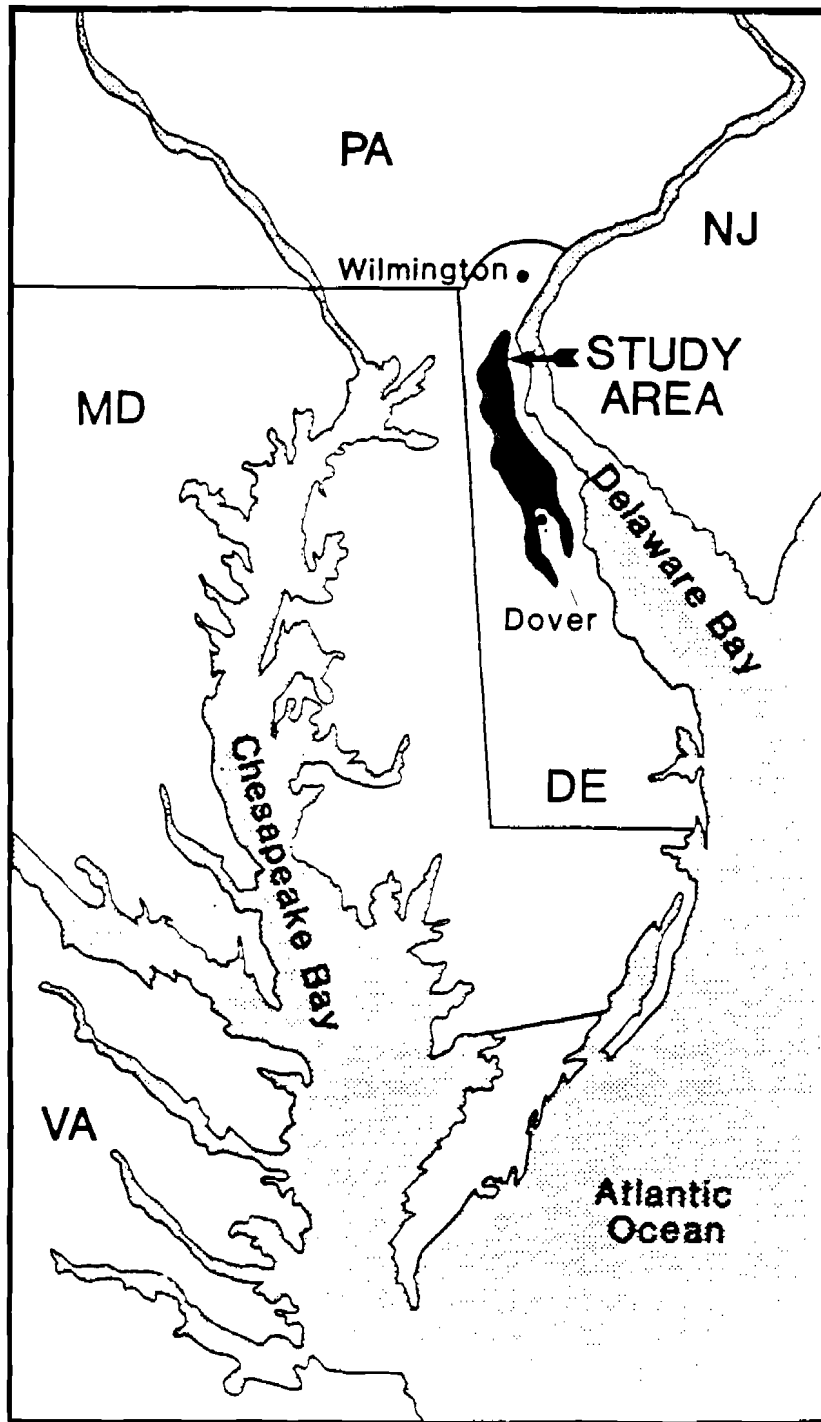 PA
NJ
Wilmington
STUDY
AREA
MD
Delaware Bay
Dover
Chesapeake Bay
DE
VA
Atlantic
Ocean